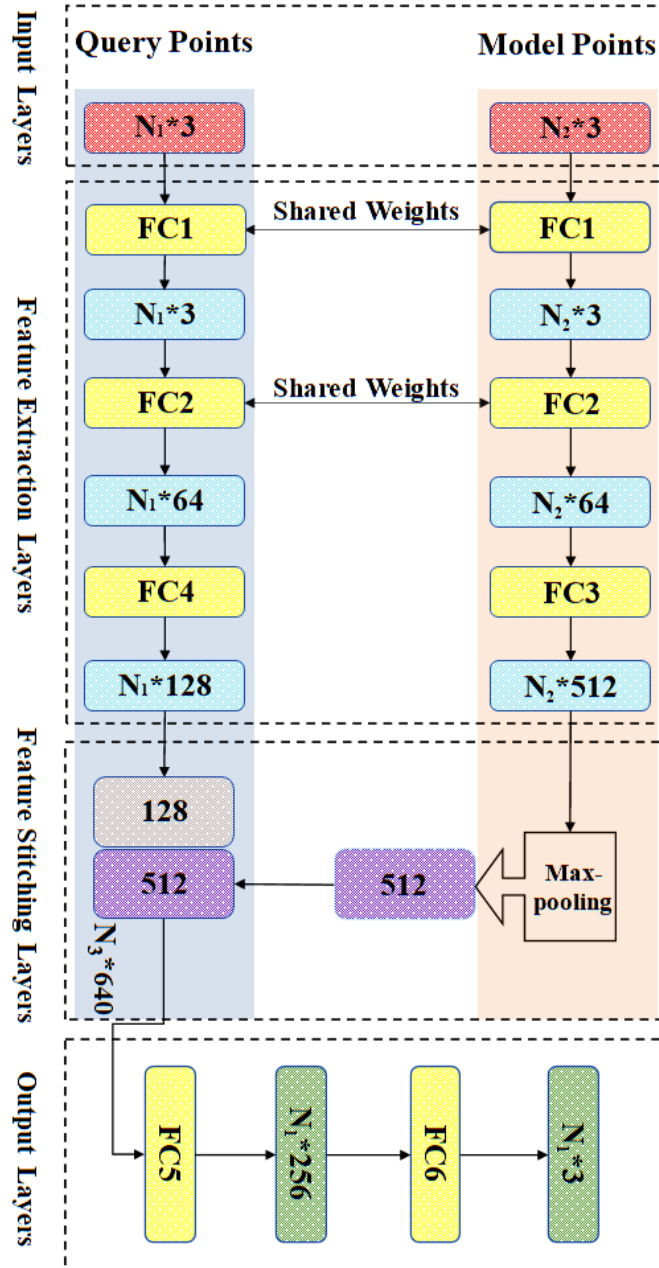 Input Layers
Query Points
Model Points
N₁*3
N₂*3
Feature Extraction Layers
FC1
Shared Weights
FC1
N₁*3
N₂*3
FC2
Shared Weights
FC2
N₁*64
N₂*64
FC4
FC3
N₁*128
N₂*512
Feature Stitching Layers
128
512
512
Max-
pooling
N₃*640
Output Layers
FC5
N₁*256
FC6
N₁*3